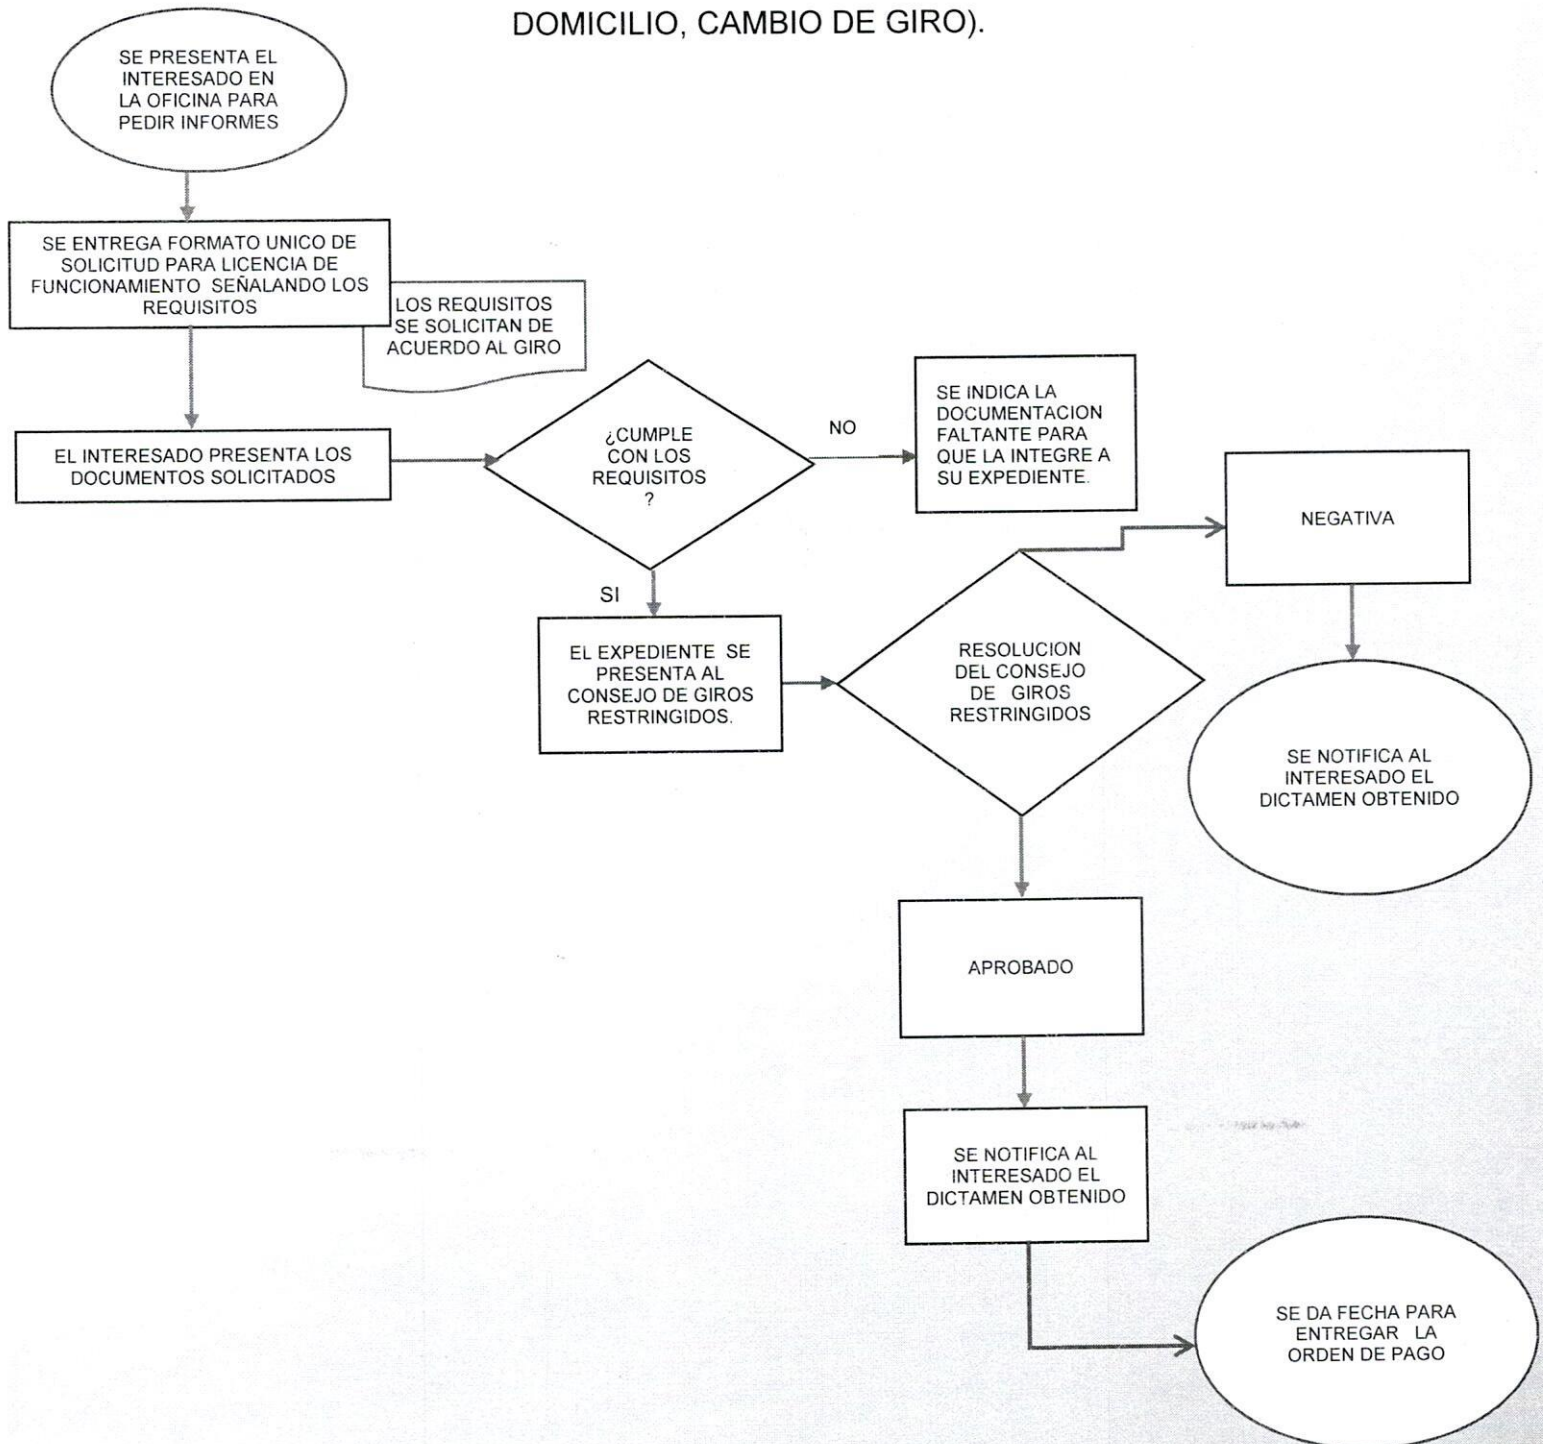 DOMICILIO, CAMBIO DE GIRO).
SE PRESENTA EL
INTERESADO EN
LA OFICINA PARA
PEDIR INFORMES
SE ENTREGA FORMATO UNICO DE
SOLICITUD PARA LICENCIA DE
FUNCIONAMIENTO SEÑALANDO LOS
REQUISITOS
LOS REQUISITOS
SE SOLICITAN DE
ACUERDO AL GIRO
EL INTERESADO PRESENTA LOS
DOCUMENTOS SOLICITADOS
¿CUMPLE
CON LOS
REQUISITOS
?
NO
SE INDICA LA
DOCUMENTACION
FALTANTE PARA
QUE LA INTEGRE A
SU EXPEDIENTE.
SI
EL EXPEDIENTE SE
PRESENTA AL
CONSEJO DE GIROS
RESTRINGIDOS.
RESOLUCION
DEL CONSEJO
DE GIROS
RESTRINGIDOS
NEGATIVA
SE NOTIFICA AL
INTERESADO EL
DICTAMEN OBTENIDO
APROBADO
SE NOTIFICA AL
INTERESADO EL
DICTAMEN OBTENIDO
SE DA FECHA PARA
ENTREGAR LA
ORDEN DE PAGO